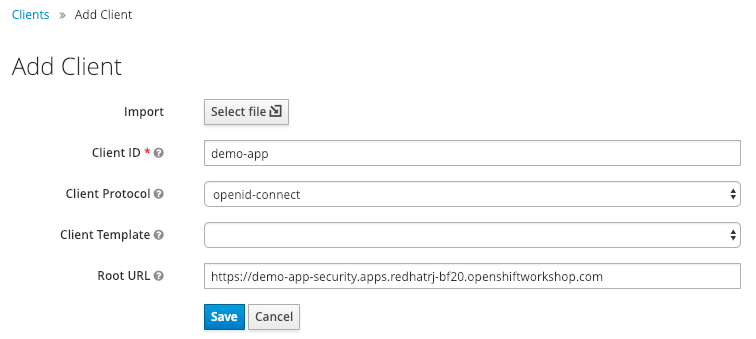 Clients » Add Client
Add Client
Import Select file
Client ID * demo-app
Client Protocol openid-connect
Client Template
Root URL https://demo-app-security.apps.redhatrj-bf20.openshiftworkshop.com
Save Cancel